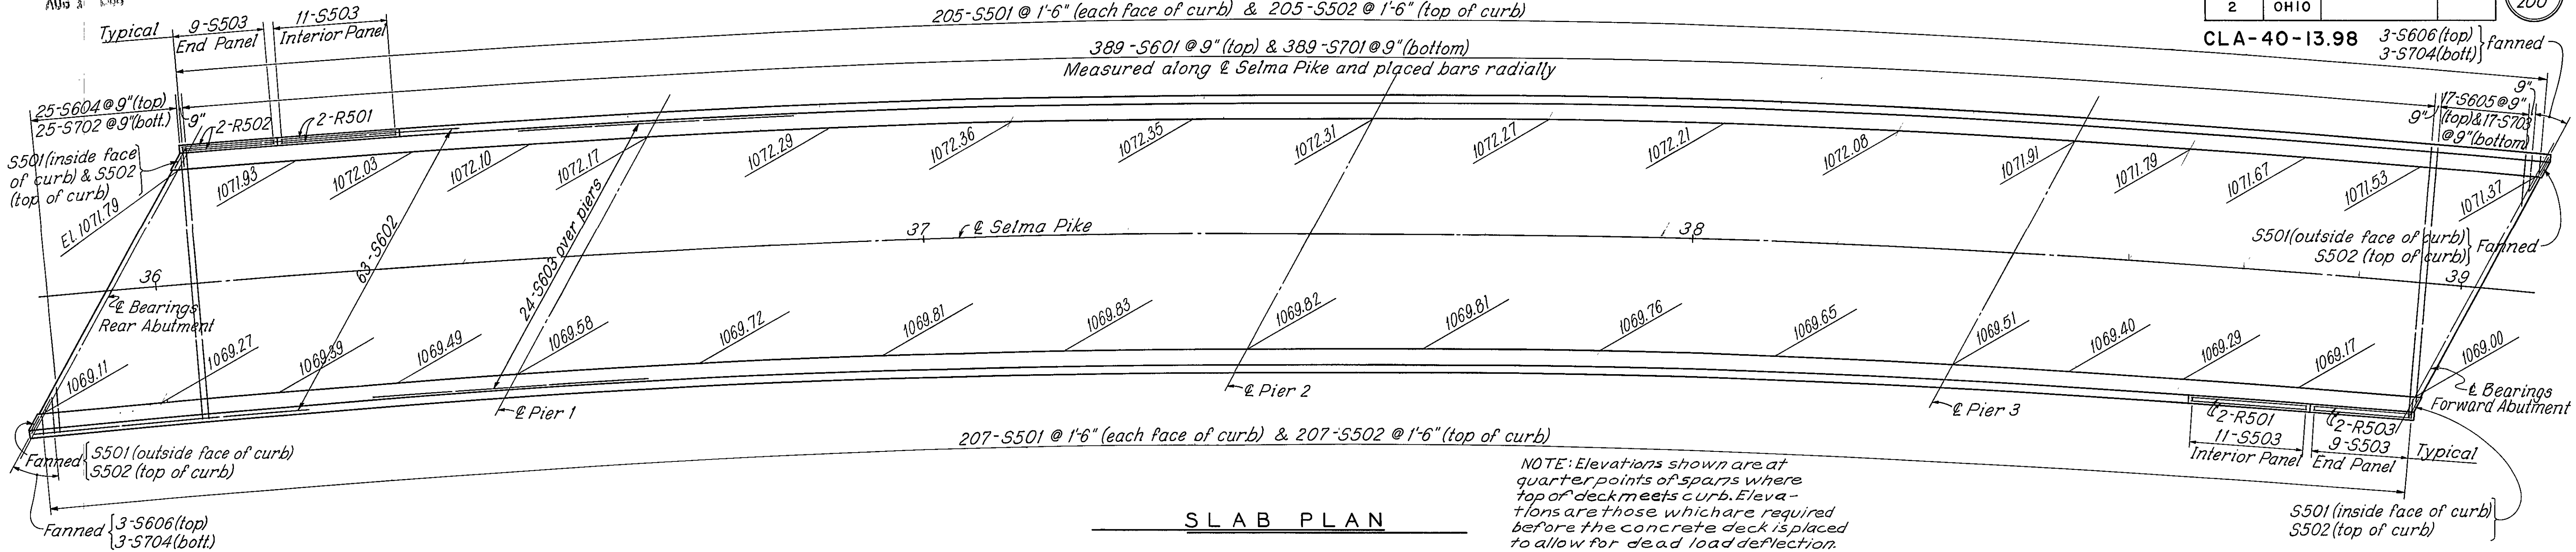 205-S501 @ 1'-6" (each face of curb) & 205-S502 @ 1'-6" (top of curb)
2 OHIO
200
CLA-40-13.98
3-S606 (top)
3-S704 (bott.)
fanned
Typical
9-S503
End Panel
11-S503
Interior Panel
389-S601 @ 9" (top) & 389-S701 @ 9" (bottom)
Measured along ℄ Selma Pike and placed bars radially
25-S604 @ 9" (top)
25-S702 @ 9" (bott.)
9"
2-R502
2-R501
9"
9"
17-S605 @ 9"
(top) & 17-S703
@ 9" (bottom)
S501 (inside face
of curb) & S502
(top of curb)
El. 1071.79
1071.93
1072.03
1072.10
1072.17
1072.29
1072.36
1072.35
1072.31
1072.27
1072.21
1072.08
1071.91
1071.79
1071.67
1071.53
1071.37
63-S602
24-S603 over piers
36
37
℄ Selma Pike
38
39
S501 (outside face of curb)
S502 (top of curb)
Fanned
℄ Bearings
Rear Abutment
1069.11
1069.27
1069.39
1069.49
1069.58
1069.72
1069.81
1069.83
1069.82
1069.81
1069.76
1069.65
1069.51
1069.40
1069.29
1069.17
1069.00
℄ Pier 1
℄ Pier 2
℄ Pier 3
℄ Bearings
Forward Abutment
2-R501
11-S503
Interior Panel
2-R503
9-S503
End Panel
Typical
Fanned
S501 (outside face of curb)
S502 (top of curb)
207-S501 @ 1'-6" (each face of curb) & 207-S502 @ 1'-6" (top of curb)
Fanned
3-S606 (top)
3-S704 (bott.)
SLAB PLAN
NOTE: Elevations shown are at
quarter points of spans where
top of deck meets curb. Eleva-
tions are those which are required
before the concrete deck is placed
to allow for dead load deflection.
S501 (inside face of curb)
S502 (top of curb)